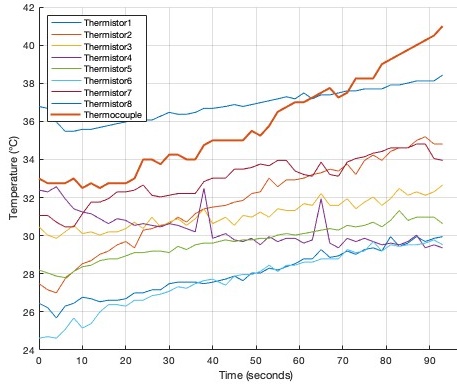 42
40
38
36
34
32
30
28
26
24
Temperature (°C)
Thermistor1
Thermistor2
Thermistor3
Thermistor4
Thermistor5
Thermistor6
Thermistor7
Thermistor8
Thermocouple
0 10 20 30 40 50 60 70 80 90
Time (seconds)